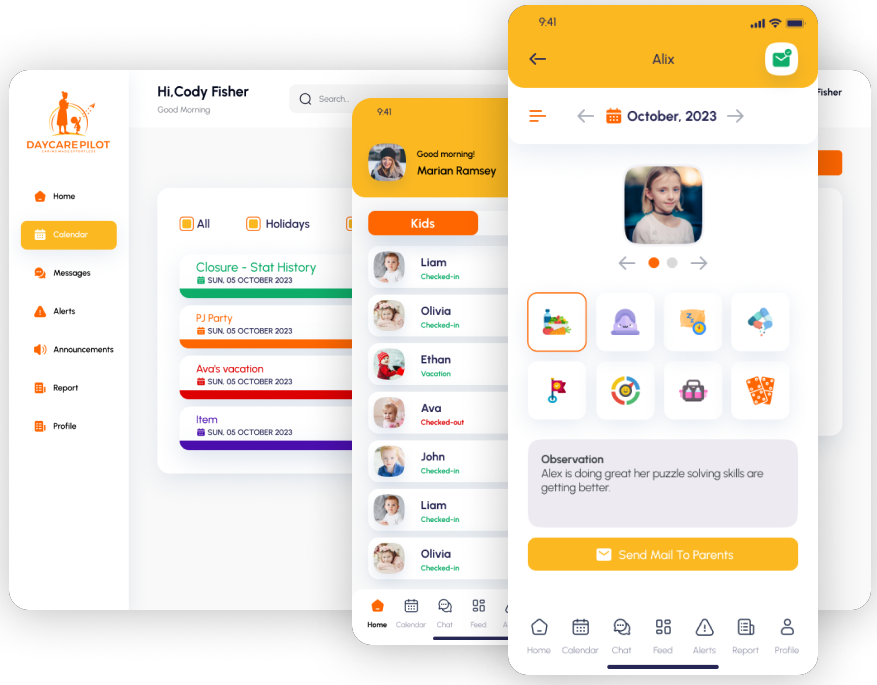 DAYCARE PILOT
Home
Calendar
Messages
Alerts
Announcements
Report
Profile
Hi,Cody Fisher
Good Morning
Search..
Fisher
All
Holidays
Closure - Stat History
SUN, 05 OCTOBER 2023
PJ Party
SUN, 05 OCTOBER 2023
Ava's vacation
SUN, 05 OCTOBER 2023
Item
SUN, 05 OCTOBER 2023
9:41
Good morning!
Marian Ramsey
Kids
Liam
Checked-in
Olivia
Checked-in
Ethan
Vacation
Ava
Checked-out
John
Checked-in
Liam
Checked-in
Olivia
Checked-in
Home Calendar Chat Feed A
9:41
Alix
October, 2023
Observation
Alex is doing great her puzzle solving skills are
getting better.
Send Mail To Parents
Home Calendar Chat Feed Alerts Report Profile